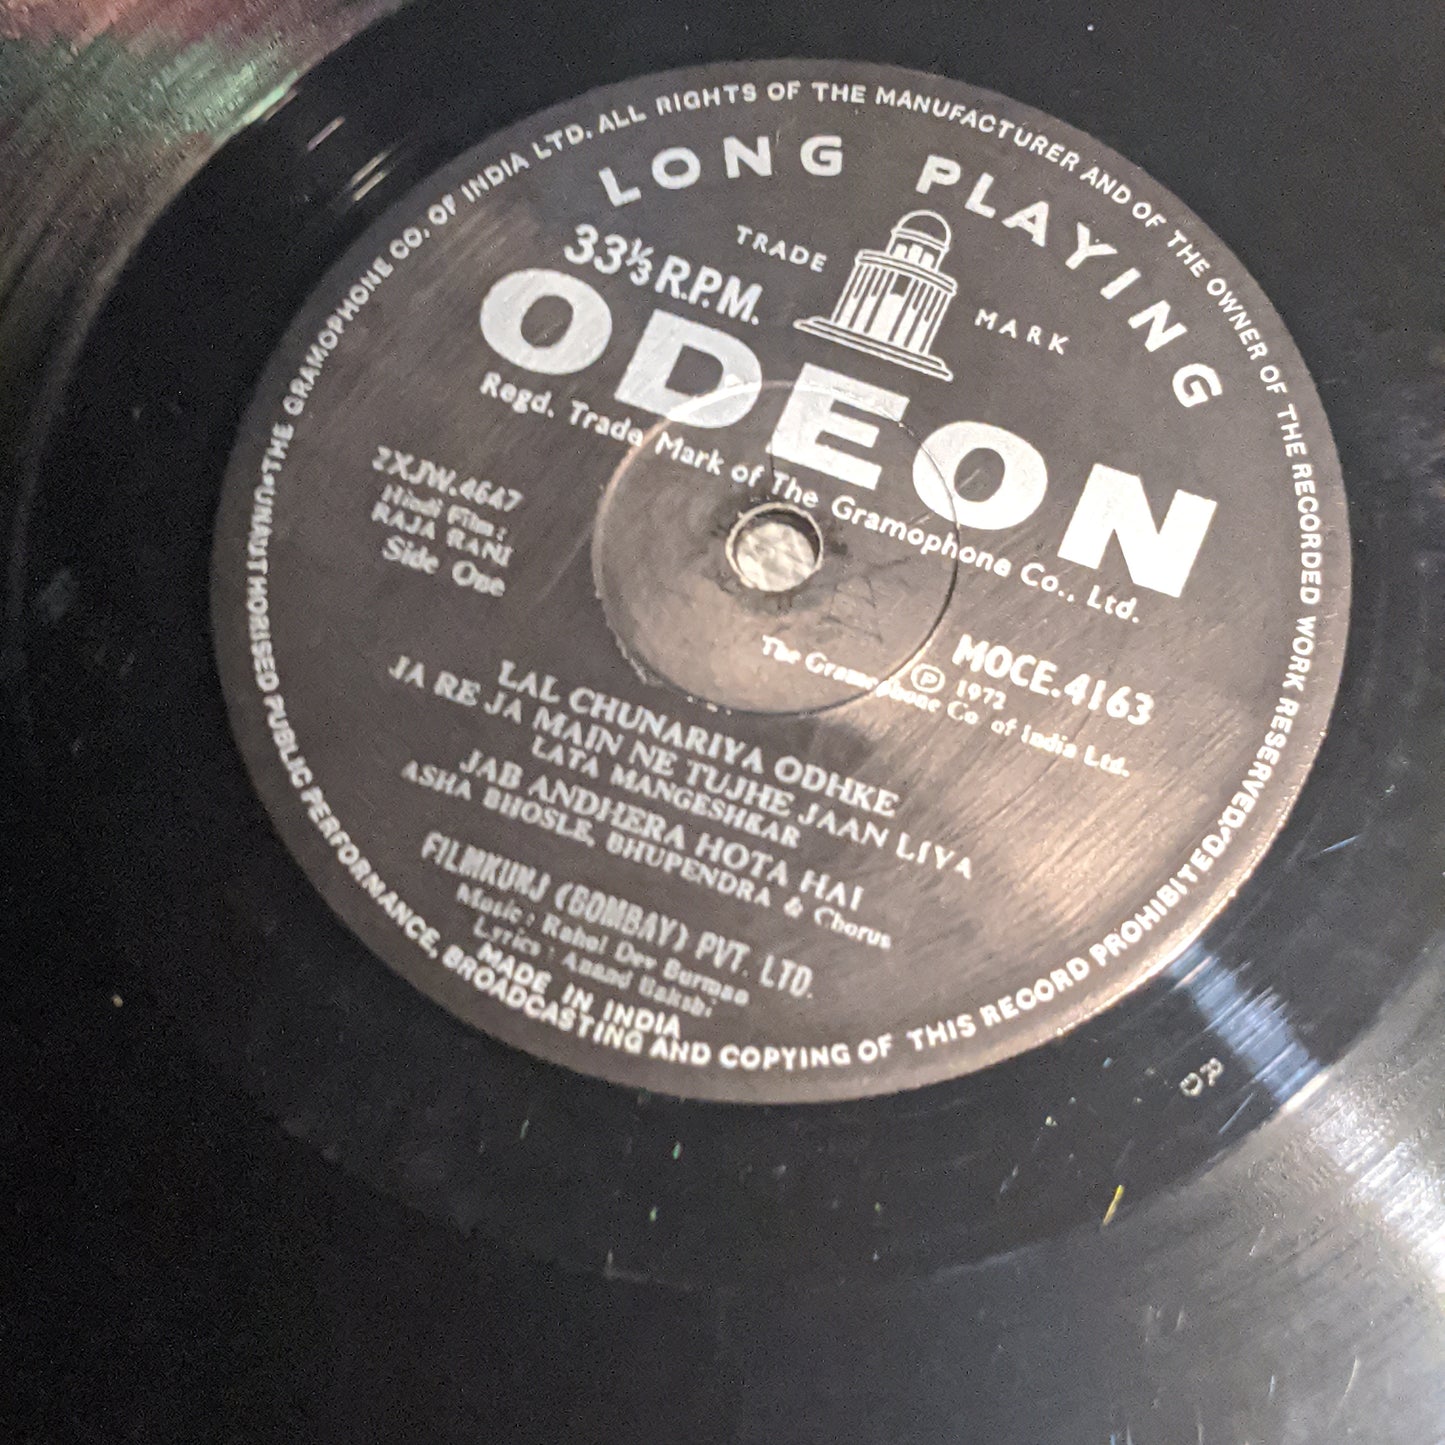 THE GRAMOPHONE CO. OF INDIA LTD. ALL RIGHTS OF THE MANUFACTURER AND OF THE OWNER OF THE RECORDED WORK RESERVED.
UNAUTHORISED PUBLIC PERFORMANCE, BROADCASTING AND COPYING OF THIS RECORD PROHIBITED.
LONG PLAYING
TRADE MARK
33⅓ R.P.M.
ODEON
Regd. Trade Mark of The Gramophone Co., Ltd.
2XJW.4647
Hindi Film :
RAJA RANI
Side One
MOCE.4163
Ⓟ 1972
The Gramophone Co of India Ltd.
LAL CHUNARIYA ODHKE
JA RE JA MAIN NE TUJHE JAAN LIYA
LATA MANGESHKAR
JAB ANDHERA HOTA HAI
ASHA BHOSLE, BHUPENDRA & Chorus
FILMKUNJ (BOMBAY) PVT. LTD.
Music : Rahul Dev Burman
Lyrics : Anand Bakshi
MADE IN INDIA
R
D